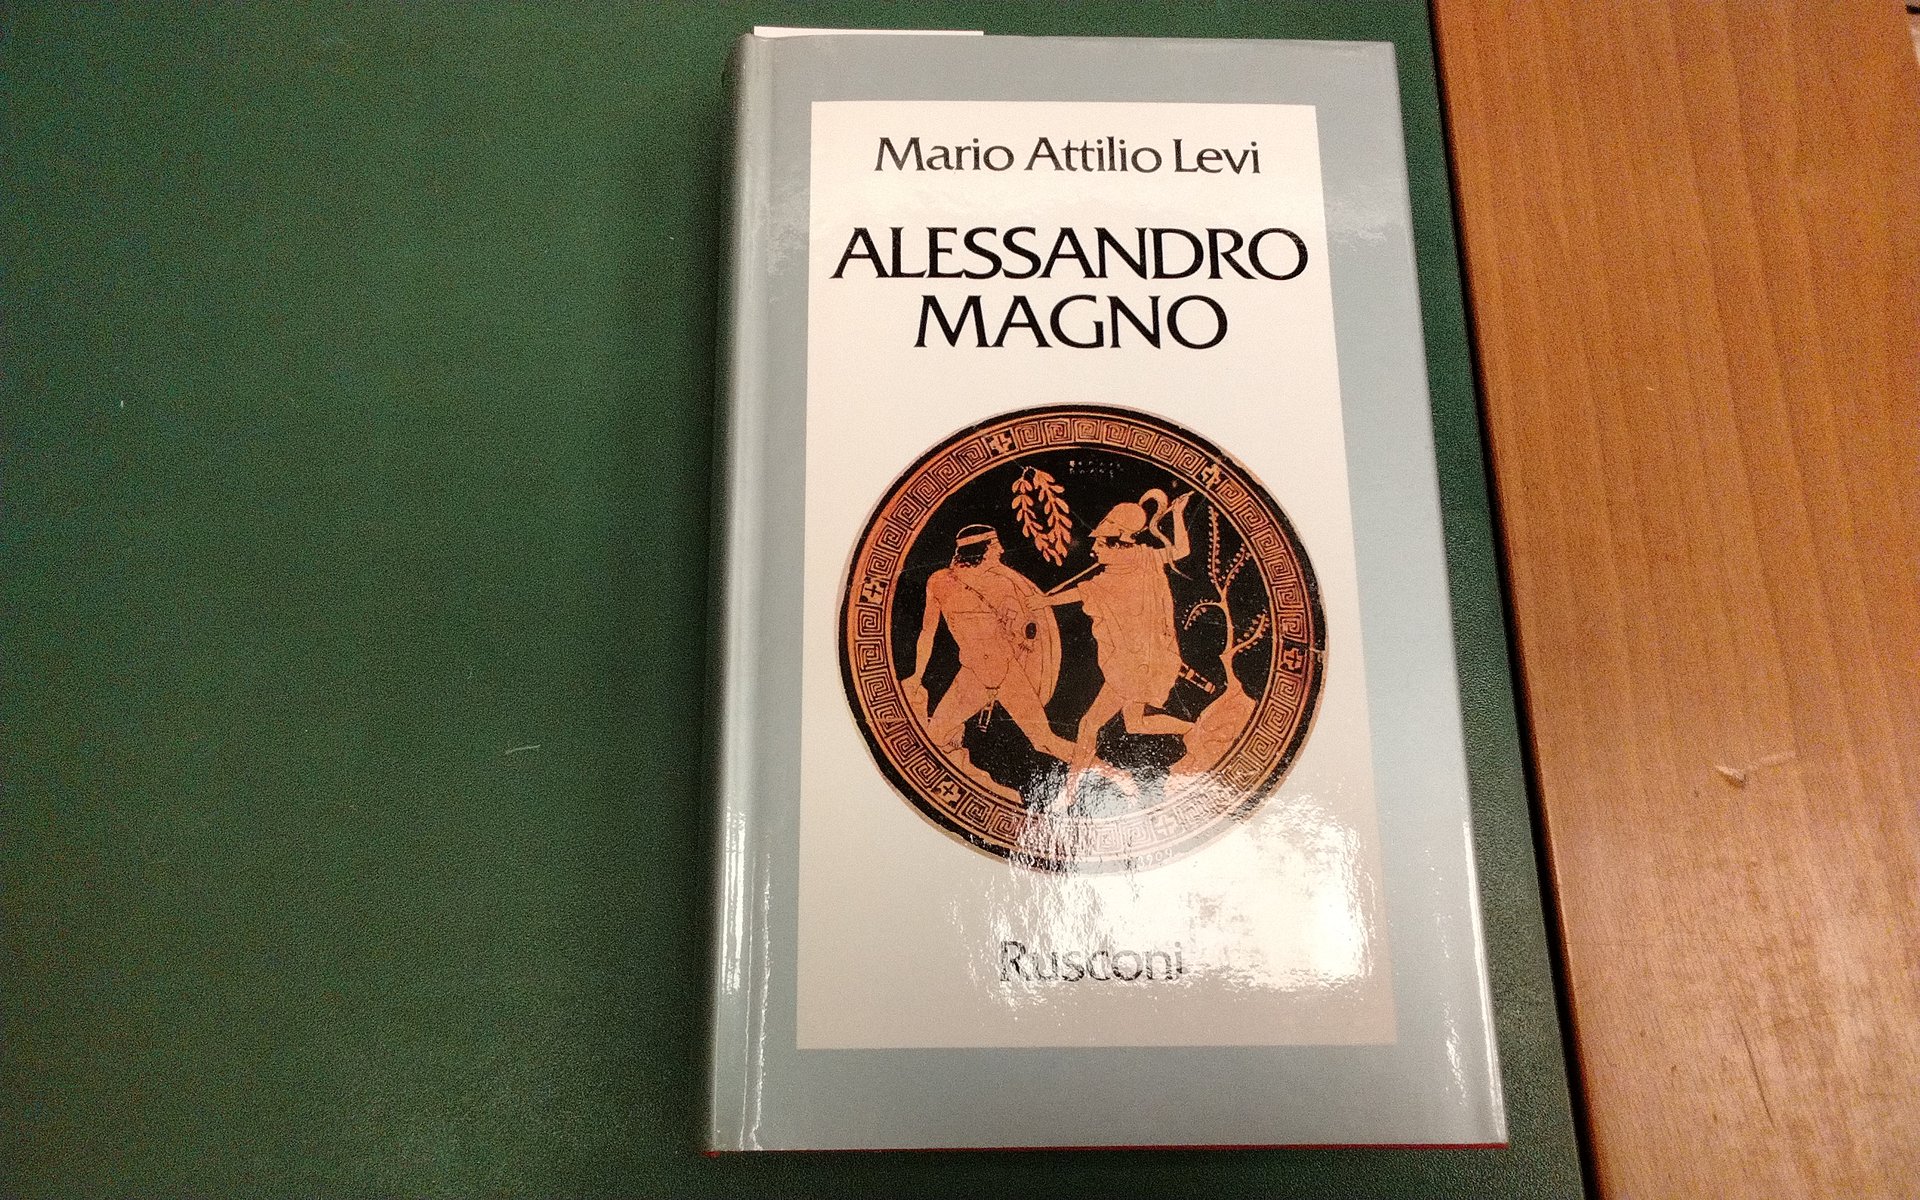 Mario Attilio Levi
ALESSANDRO
MAGNO
Rusconi